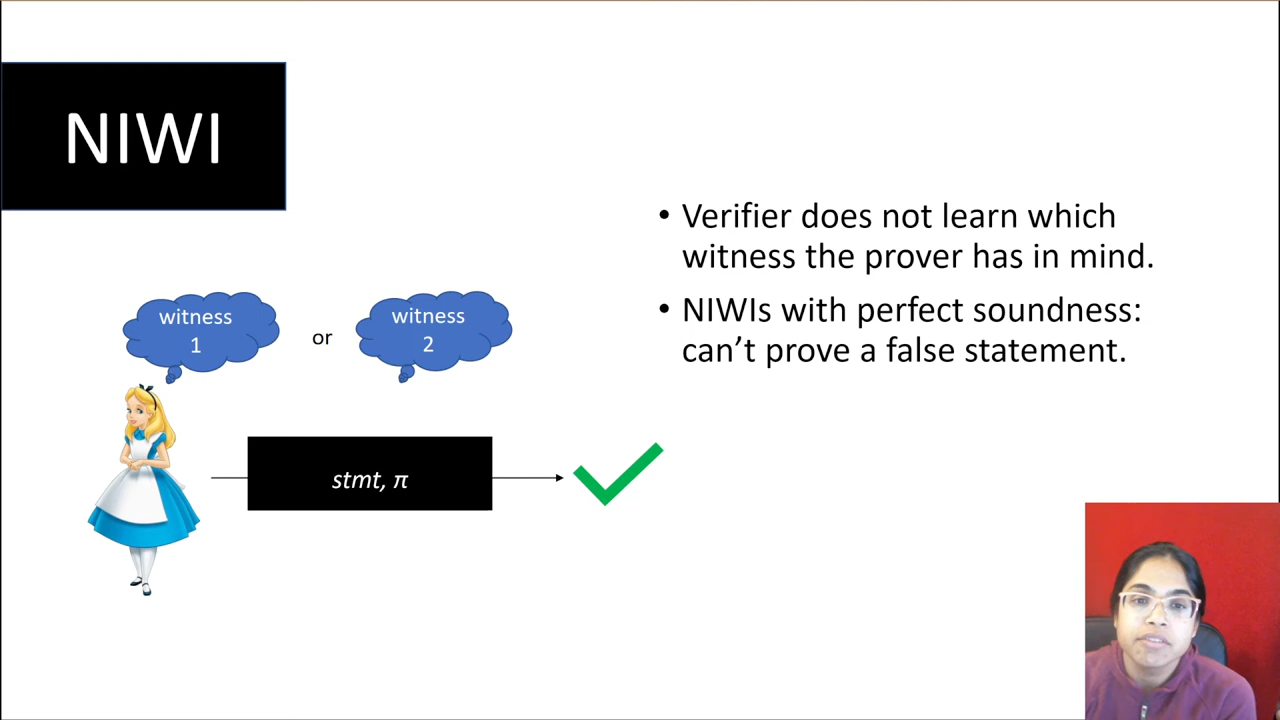 NIWI
• Verifier does not learn which
witness the prover has in mind.
• NIWIs with perfect soundness:
can’t prove a false statement.
witness
1
or
witness
2
stmt, π